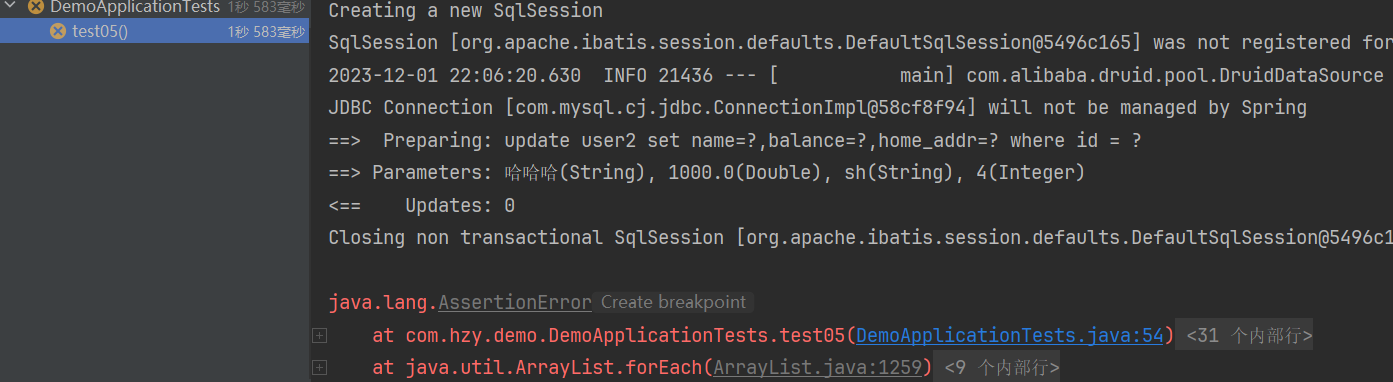 DemoApplicationTests 1秒 583毫秒
test05() 1秒 583毫秒
Creating a new SqlSession
SqlSession [org.apache.ibatis.session.defaults.DefaultSqlSession@5496c165] was not registered for
2023-12-01 22:06:20.630  INFO 21436 --- [           main] com.alibaba.druid.pool.DruidDataSource
JDBC Connection [com.mysql.cj.jdbc.ConnectionImpl@58cf8f94] will not be managed by Spring
==>  Preparing: update user2 set name=?,balance=?,home_addr=? where id = ?
==> Parameters: 哈哈哈(String), 1000.0(Double), sh(String), 4(Integer)
<==    Updates: 0
Closing non transactional SqlSession [org.apache.ibatis.session.defaults.DefaultSqlSession@5496c1
java.lang.AssertionError Create breakpoint
at com.hzy.demo.DemoApplicationTests.test05(DemoApplicationTests.java:54) <31 个内部行>
at java.util.ArrayList.forEach(ArrayList.java:1259) <9 个内部行>